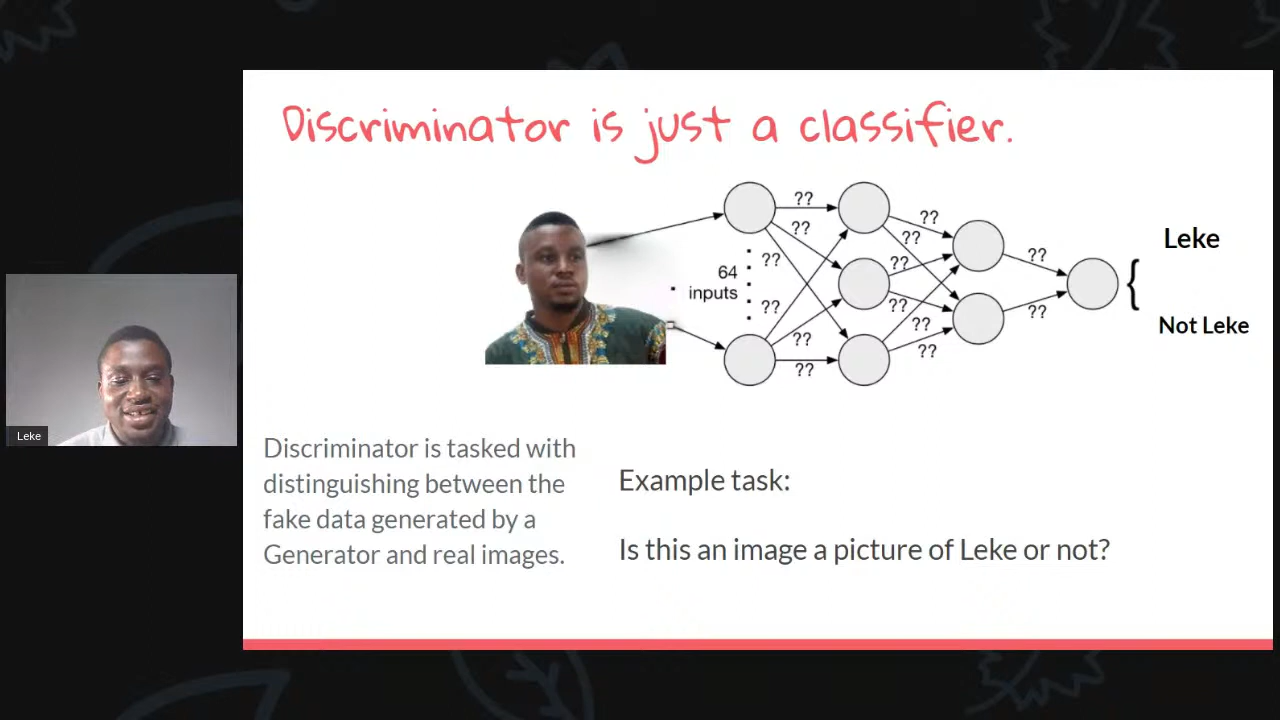 Discriminator is just a classifier.
??
??
??
??
??
??
64
inputs
??
??
??
??
??
??
??
??
??
Leke
{
Not Leke
Leke
Discriminator is tasked with
distinguishing between the
fake data generated by a
Generator and real images.
Example task:
Is this an image a picture of Leke or not?